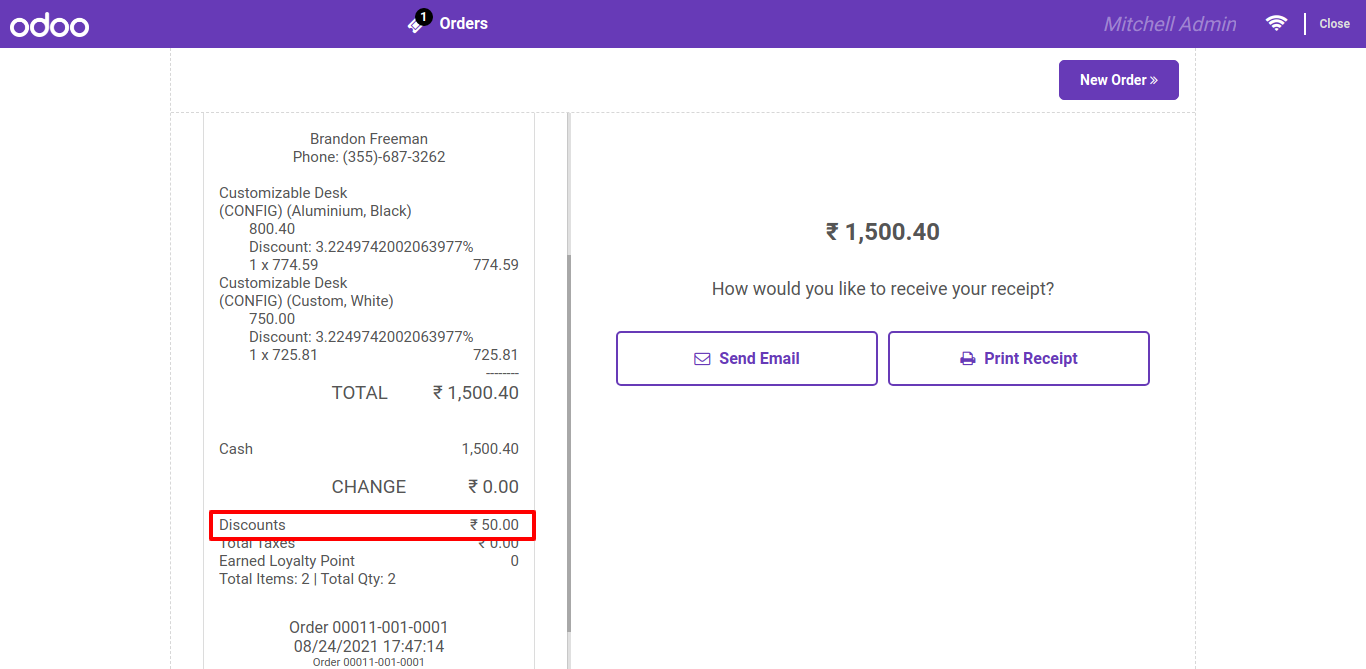 odoo
1
Orders
Mitchell Admin
Close
New Order »
Brandon Freeman
Phone: (355)-687-3262
Customizable Desk
(CONFIG) (Aluminium, Black)
800.40
Discount: 3.2249742002063977%
1 x 774.59 774.59
Customizable Desk
(CONFIG) (Custom, White)
750.00
Discount: 3.2249742002063977%
1 x 725.81 725.81
--------
TOTAL ₹ 1,500.40
Cash 1,500.40
CHANGE ₹ 0.00
Discounts ₹ 50.00
Total Taxes ₹ 0.00
Earned Loyalty Point 0
Total Items: 2 | Total Qty: 2
Order 00011-001-0001
08/24/2021 17:47:14
Order 00011-001-0001
₹ 1,500.40
How would you like to receive your receipt?
Send Email
Print Receipt